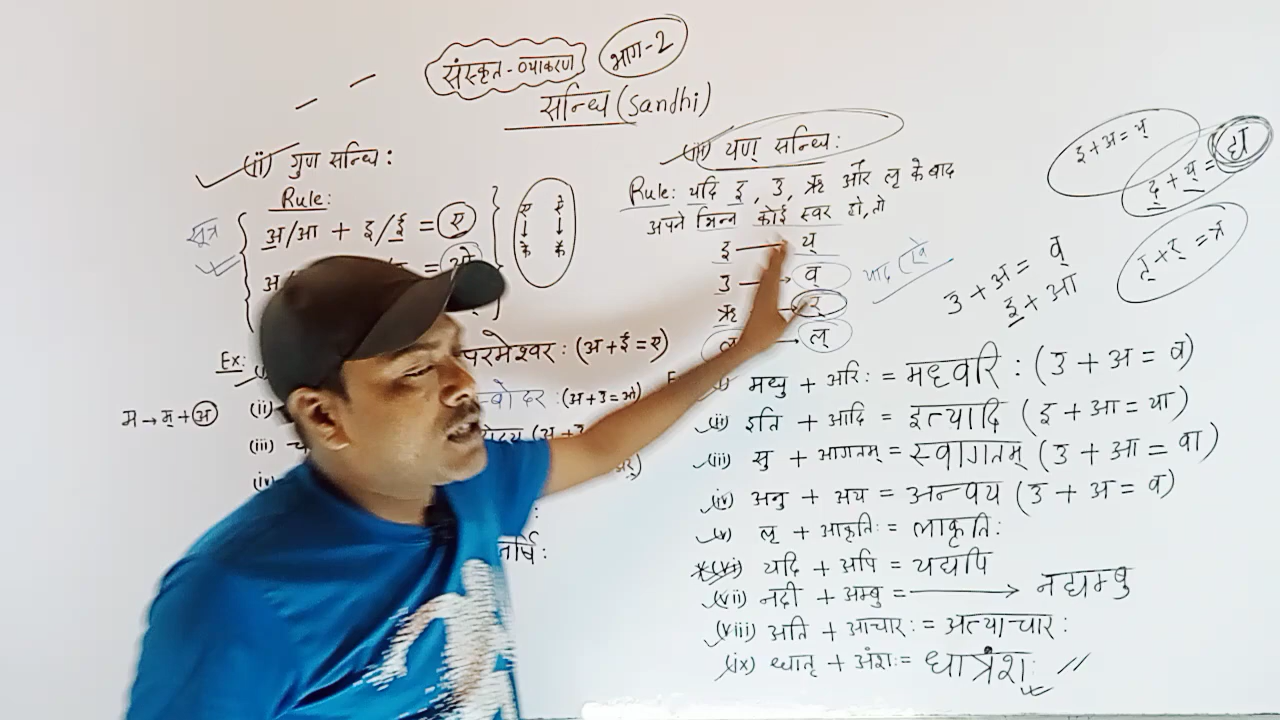 संस्कृत-व्याकरण भाग-2
सन्धि (Sandhi)
(ii) गुण सन्धि:
Rule:
सूत्र
अ/आ + इ/ई = ए
Ex:
परमेश्वर: (अ+ई=ए)
(ii)
(अ+उ=ओ)
म → म् + अ
(iii)
(iv)
(iii) यण् सन्धि:
Rule: यदि इ, उ, ऋ और लृ के बाद
अपने भिन्न कोई स्वर हो, तो
इ → य्
उ → व्
ऋ → र्
लृ → ल्
इ+अ=य्
द्+य्= द्य
त्+र्=त्र
उ+अ= व्
इ+आ
मधु + अरि: = मध्वरि: (उ+अ=व)
(ii) इति + आदि = इत्यादि (इ+आ=या)
(iii) सु + आगतम् = स्वागतम् (उ+आ=वा)
(iv) अनु + अय = अन्वय (उ+अ=व)
(v) लृ + आकृति: = लाकृति:
*(vi) यदि + अपि = यद्यपि
(vii) नदी + अम्बु = → नद्यम्बु
(viii) अति + आचार: = अत्याचार:
(ix) धातृ + अंश: = धात्रंश: //